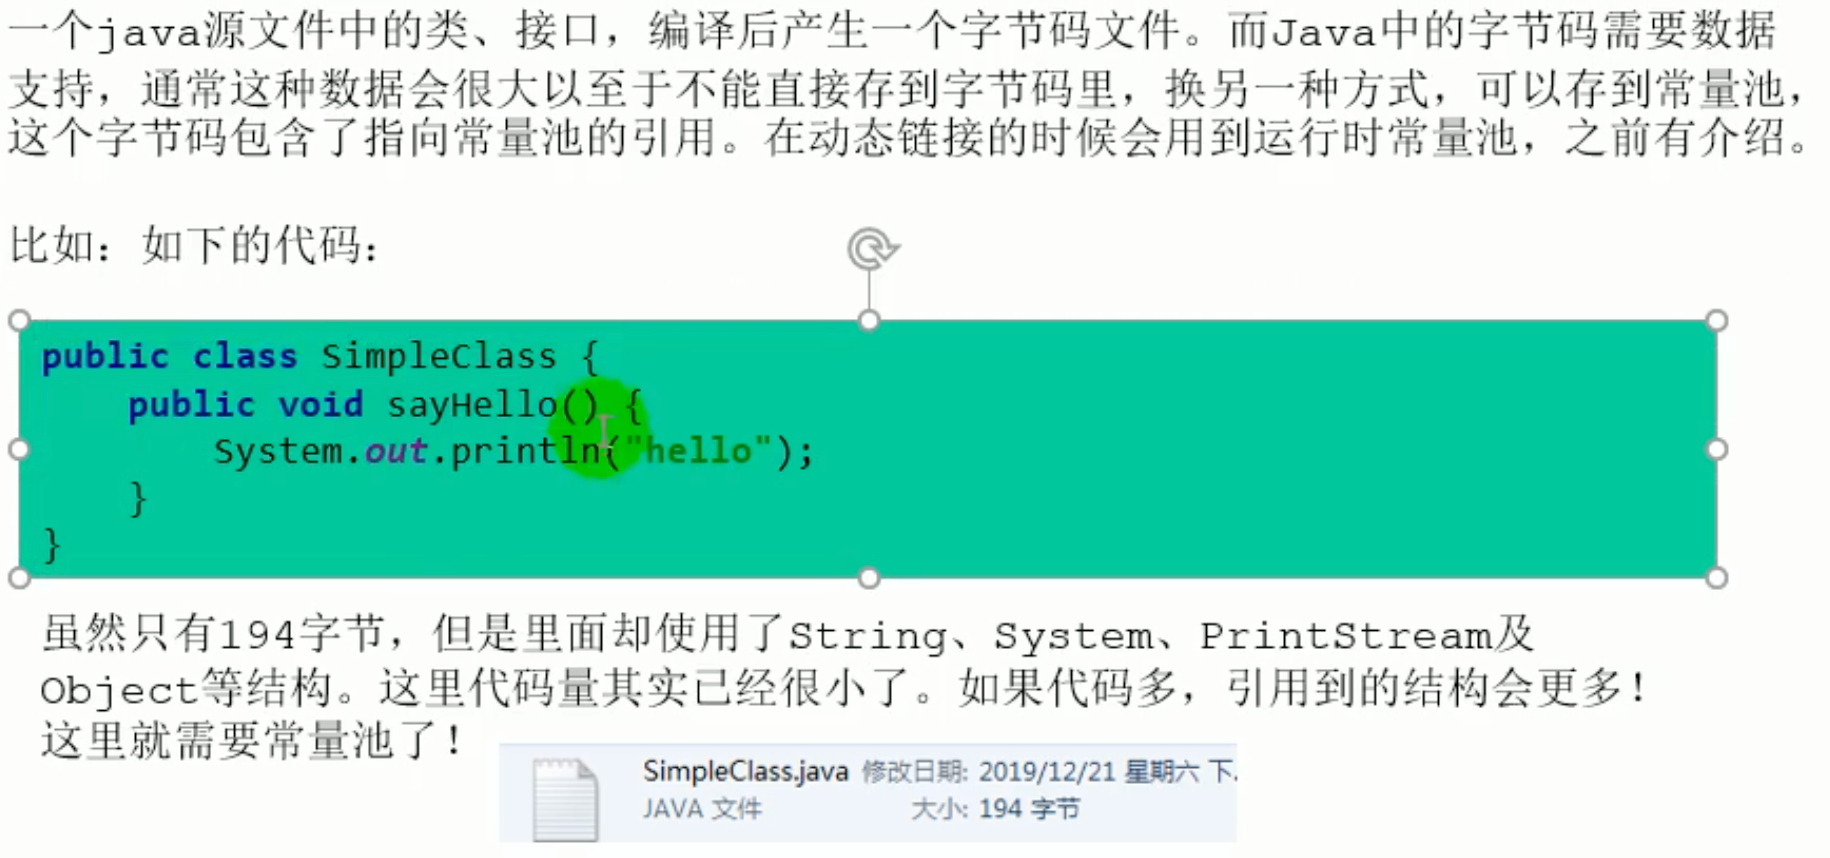 一个java源文件中的类、接口，编译后产生一个字节码文件。而Java中的字节码需要数据
支持，通常这种数据会很大以至于不能直接存到字节码里，换另一种方式，可以存到常量池，
这个字节码包含了指向常量池的引用。在动态链接的时候会用到运行时常量池，之前有介绍。
比如：如下的代码：
public class SimpleClass {
    public void sayHello() {
        System.out.println("hello");
    }
}
虽然只有194字节，但是里面却使用了String、System、PrintStream及
Object等结构。这里代码量其实已经很小了。如果代码多，引用到的结构会更多！
这里就需要常量池了！
SimpleClass.java 修改日期: 2019/12/21 星期六 下.
JAVA 文件 大小: 194 字节